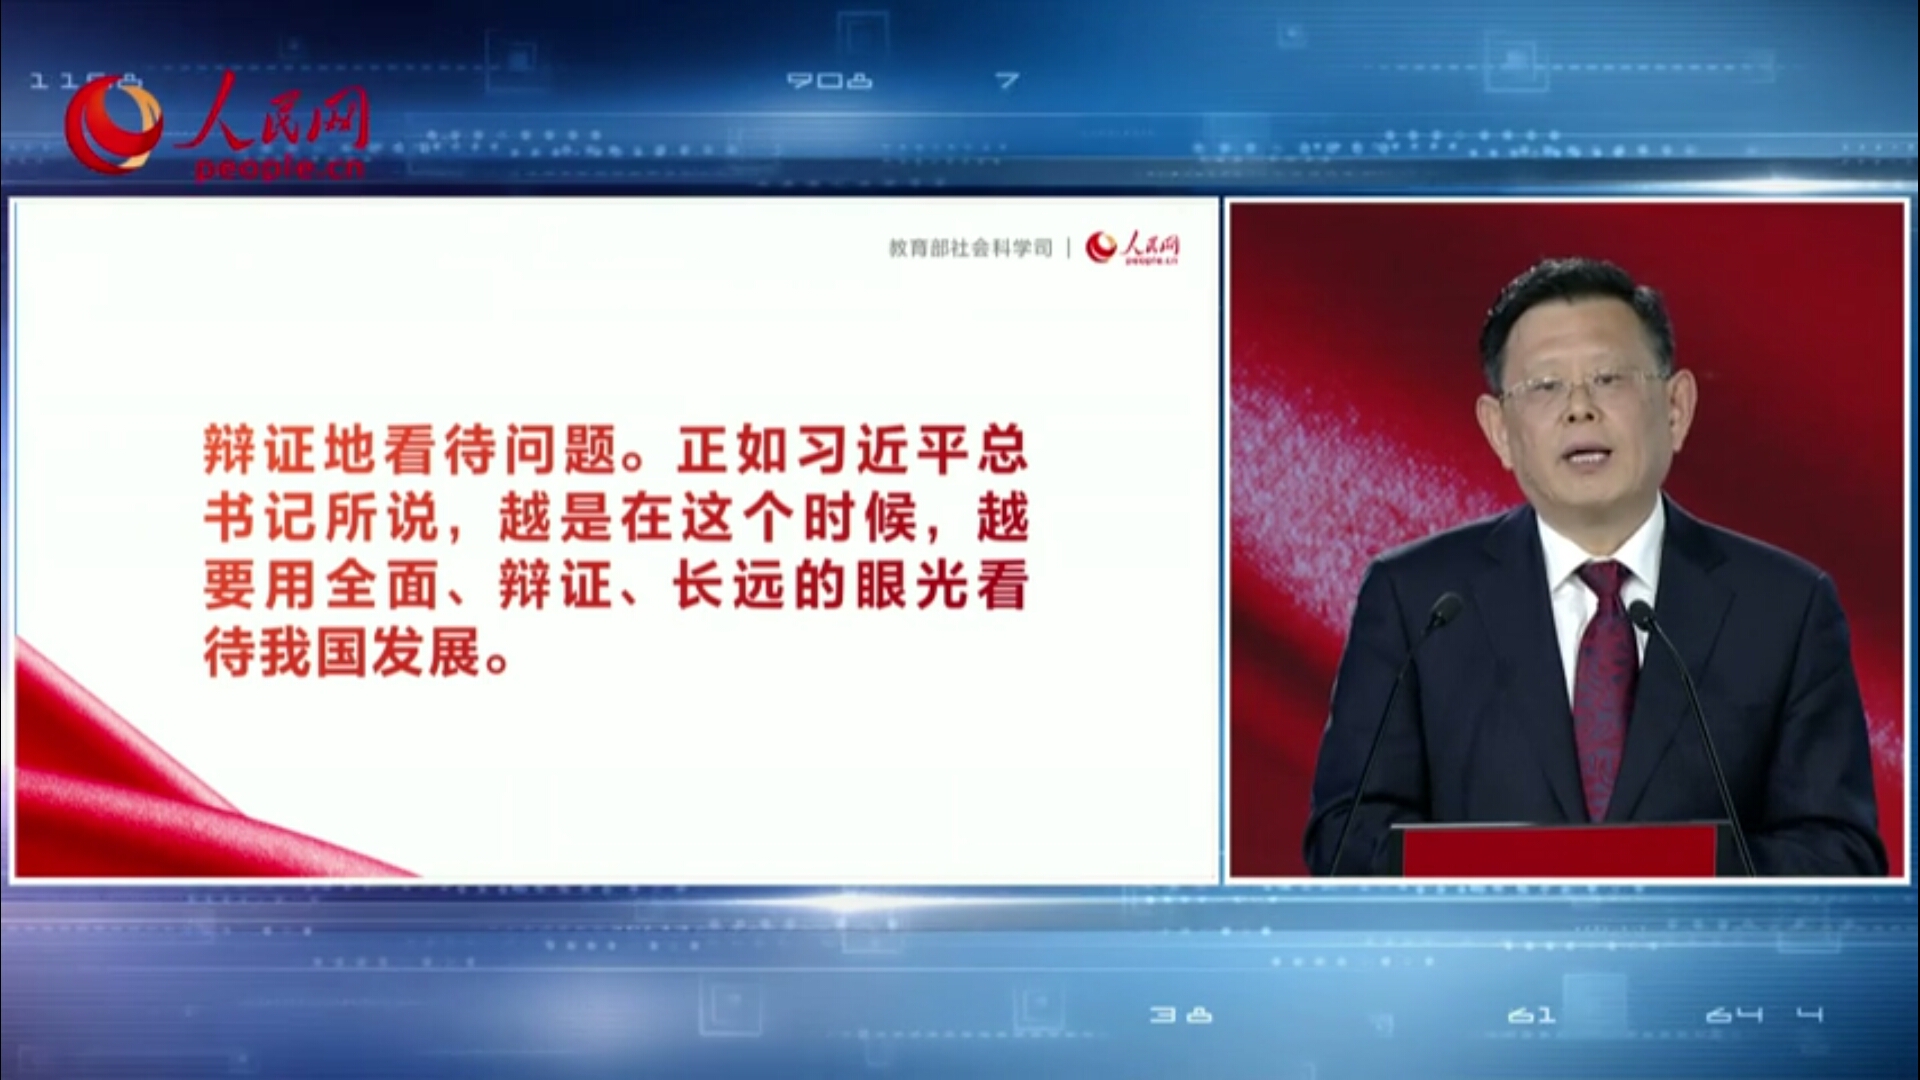 1158
908
7
人民网
people.cn
教育部社会科学司 | 人民网
people.cn
辩证地看待问题。正如习近平总
书记所说，越是在这个时候，越
要用全面、辩证、长远的眼光看
待我国发展。
38
61
64 4